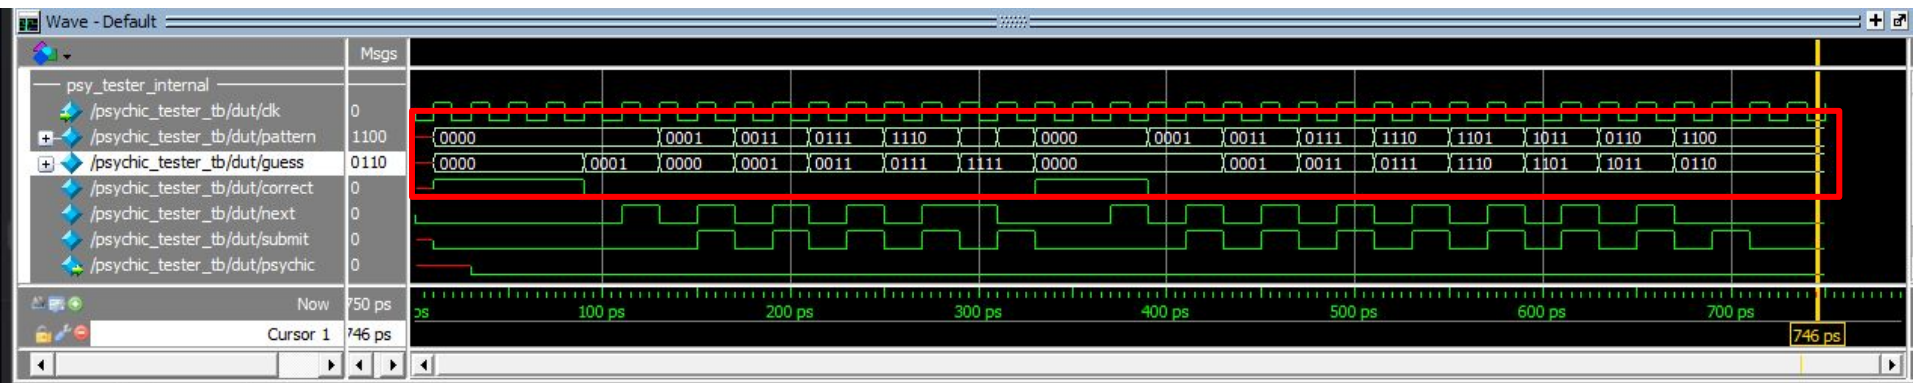 Wave - Default
Msgs
psy_tester_internal
/psychic_tester_tb/dut/clk 0
/psychic_tester_tb/dut/pattern 1100 0000 0001 0011 0111 1110 0000 0001 0011 0111 1110 1101 1011 0110 1100
/psychic_tester_tb/dut/guess 0110 0000 0001 0000 0001 0011 0111 1111 0000 0001 0011 0111 1110 1101 1011 0110
/psychic_tester_tb/dut/correct 0
/psychic_tester_tb/dut/next 0
/psychic_tester_tb/dut/submit 0
/psychic_tester_tb/dut/psychic 0
Now 750 ps ps 100 ps 200 ps 300 ps 400 ps 500 ps 600 ps 700 ps
Cursor 1 746 ps 746 ps